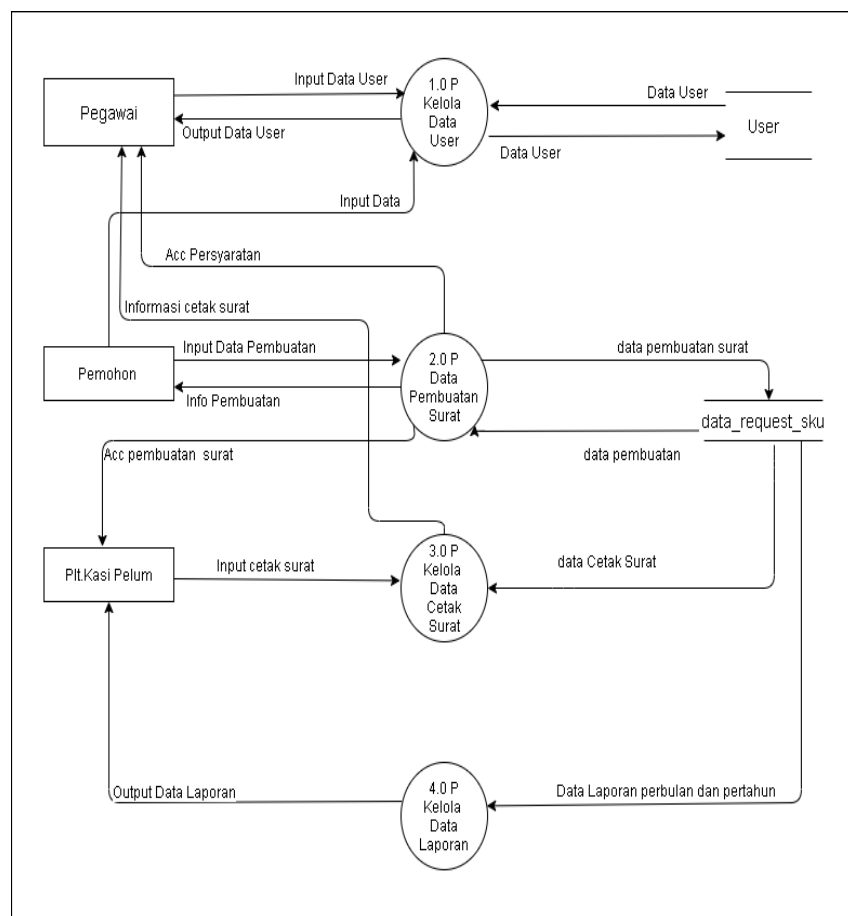 Input Data User
1.0 P
Kelola
Data
User
Data User
Pegawai
User
Output Data User
Data User
Input Data
Acc Persyaratan
Informasi cetak surat
Input Data Pembuatan
2.0 P
Data
Pembuatan
Surat
data pembuatan surat
Pemohon
Info Pembuatan
data_request_sku
Acc pembuatan surat
data pembuatan
3.0 P
Kelola
Data
Cetak
Surat
Plt.Kasi Pelum
Input cetak surat
data Cetak Surat
Output Data Laporan
4.0 P
Kelola
Data
Laporan
Data Laporan perbulan dan pertahun